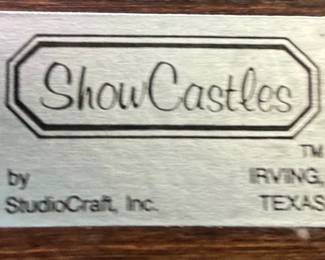 ShowCastles
TM
by IRVING,
StudioCraft, Inc. TEXAS